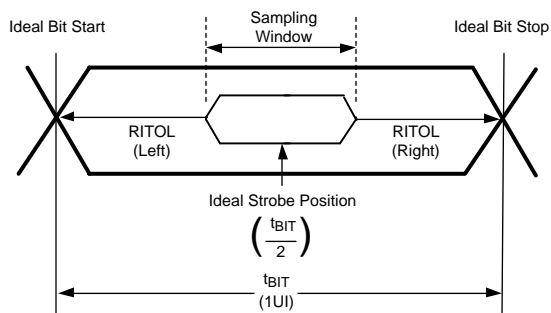 Ideal Bit Start
Sampling
Window
Ideal Bit Stop
RITOL
(Left)
RITOL
(Right)
Ideal Strobe Position
(tBIT
2)
tBIT
(1UI)